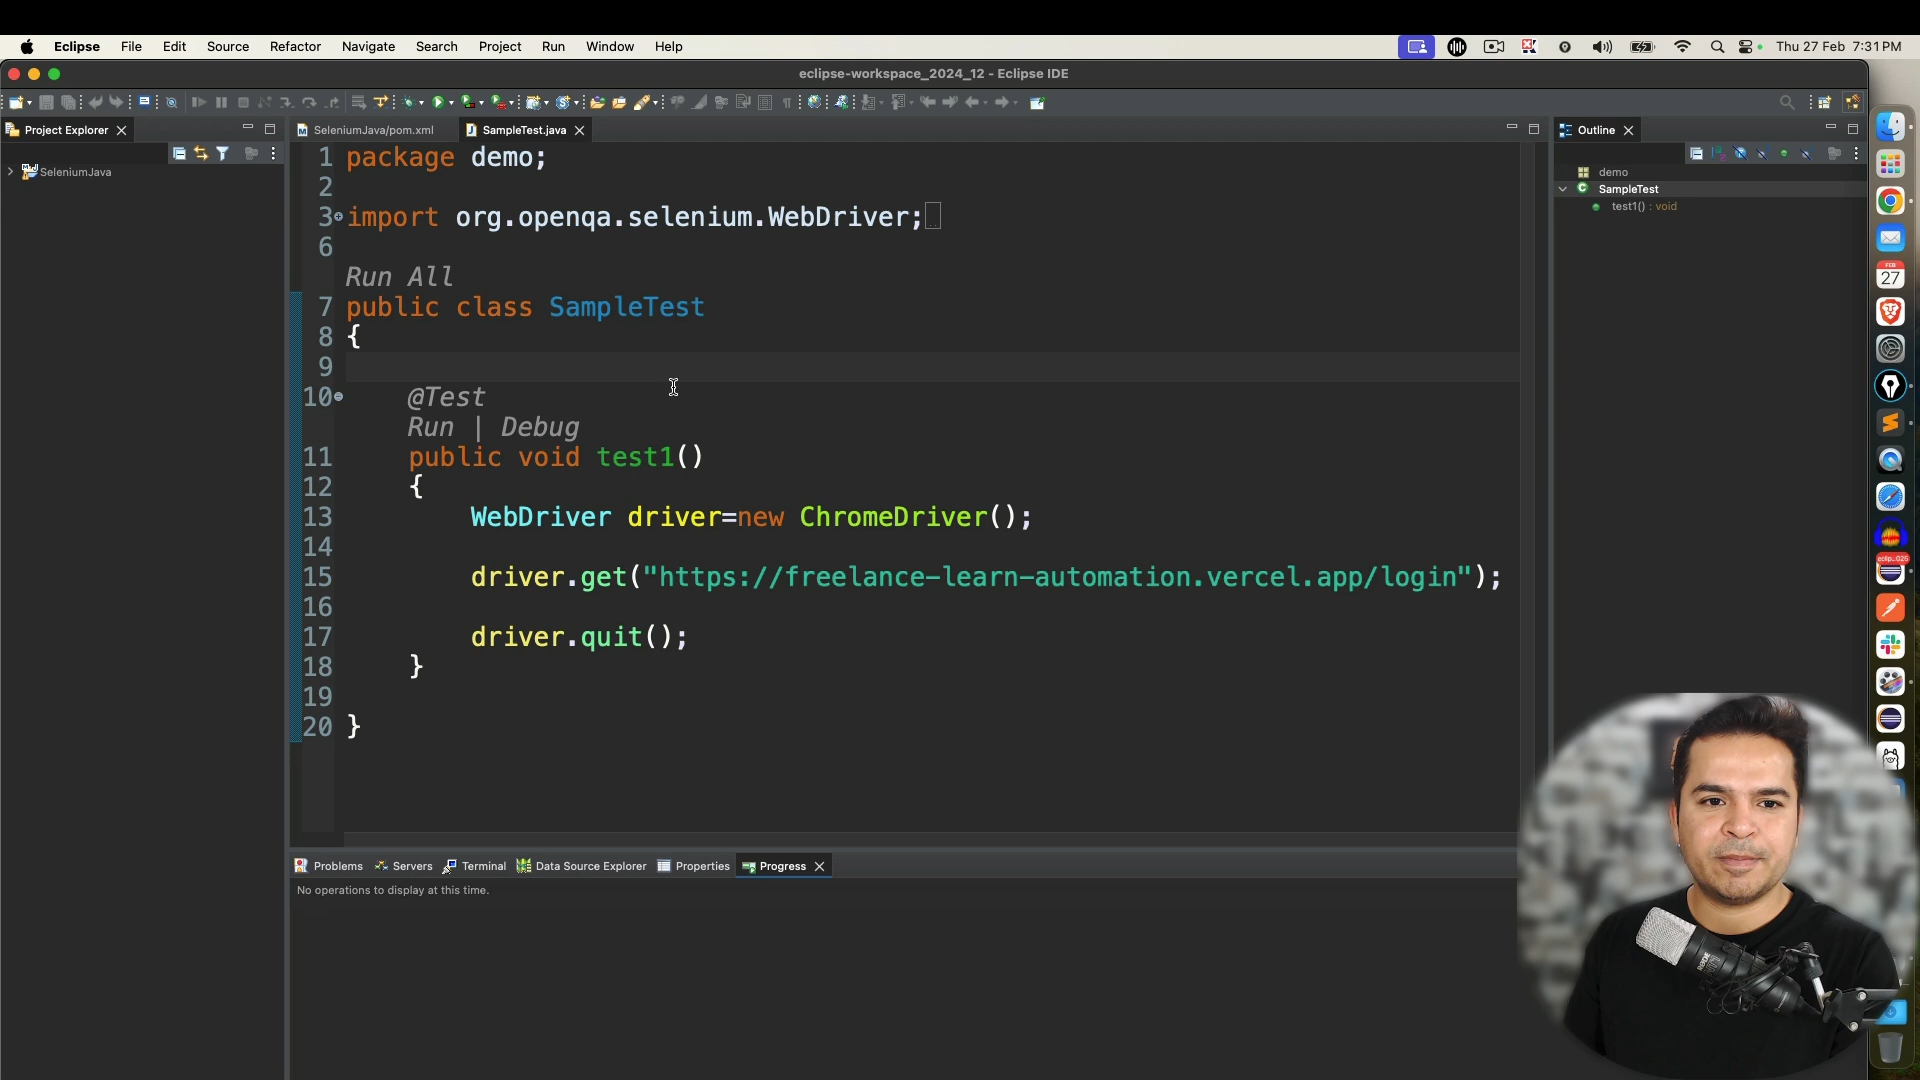 Eclipse File Edit Source Refactor Navigate Search Project Run Window Help
Thu 27 Feb 7:31 PM
eclipse-workspace_2024_12 - Eclipse IDE
Project Explorer
SeleniumJava
SeleniumJava/pom.xml
SampleTest.java
1 package demo;
2
3 import org.openqa.selenium.WebDriver;
6
Run All
7 public class SampleTest
8 {
9
10 @Test
Run | Debug
11 public void test1()
12 {
13 WebDriver driver=new ChromeDriver();
14
15 driver.get("https://freelance-learn-automation.vercel.app/login");
16
17 driver.quit();
18 }
19
20 }
Outline
demo
SampleTest
test1() : void
Problems Servers Terminal Data Source Explorer Properties Progress
No operations to display at this time.
FEB
27